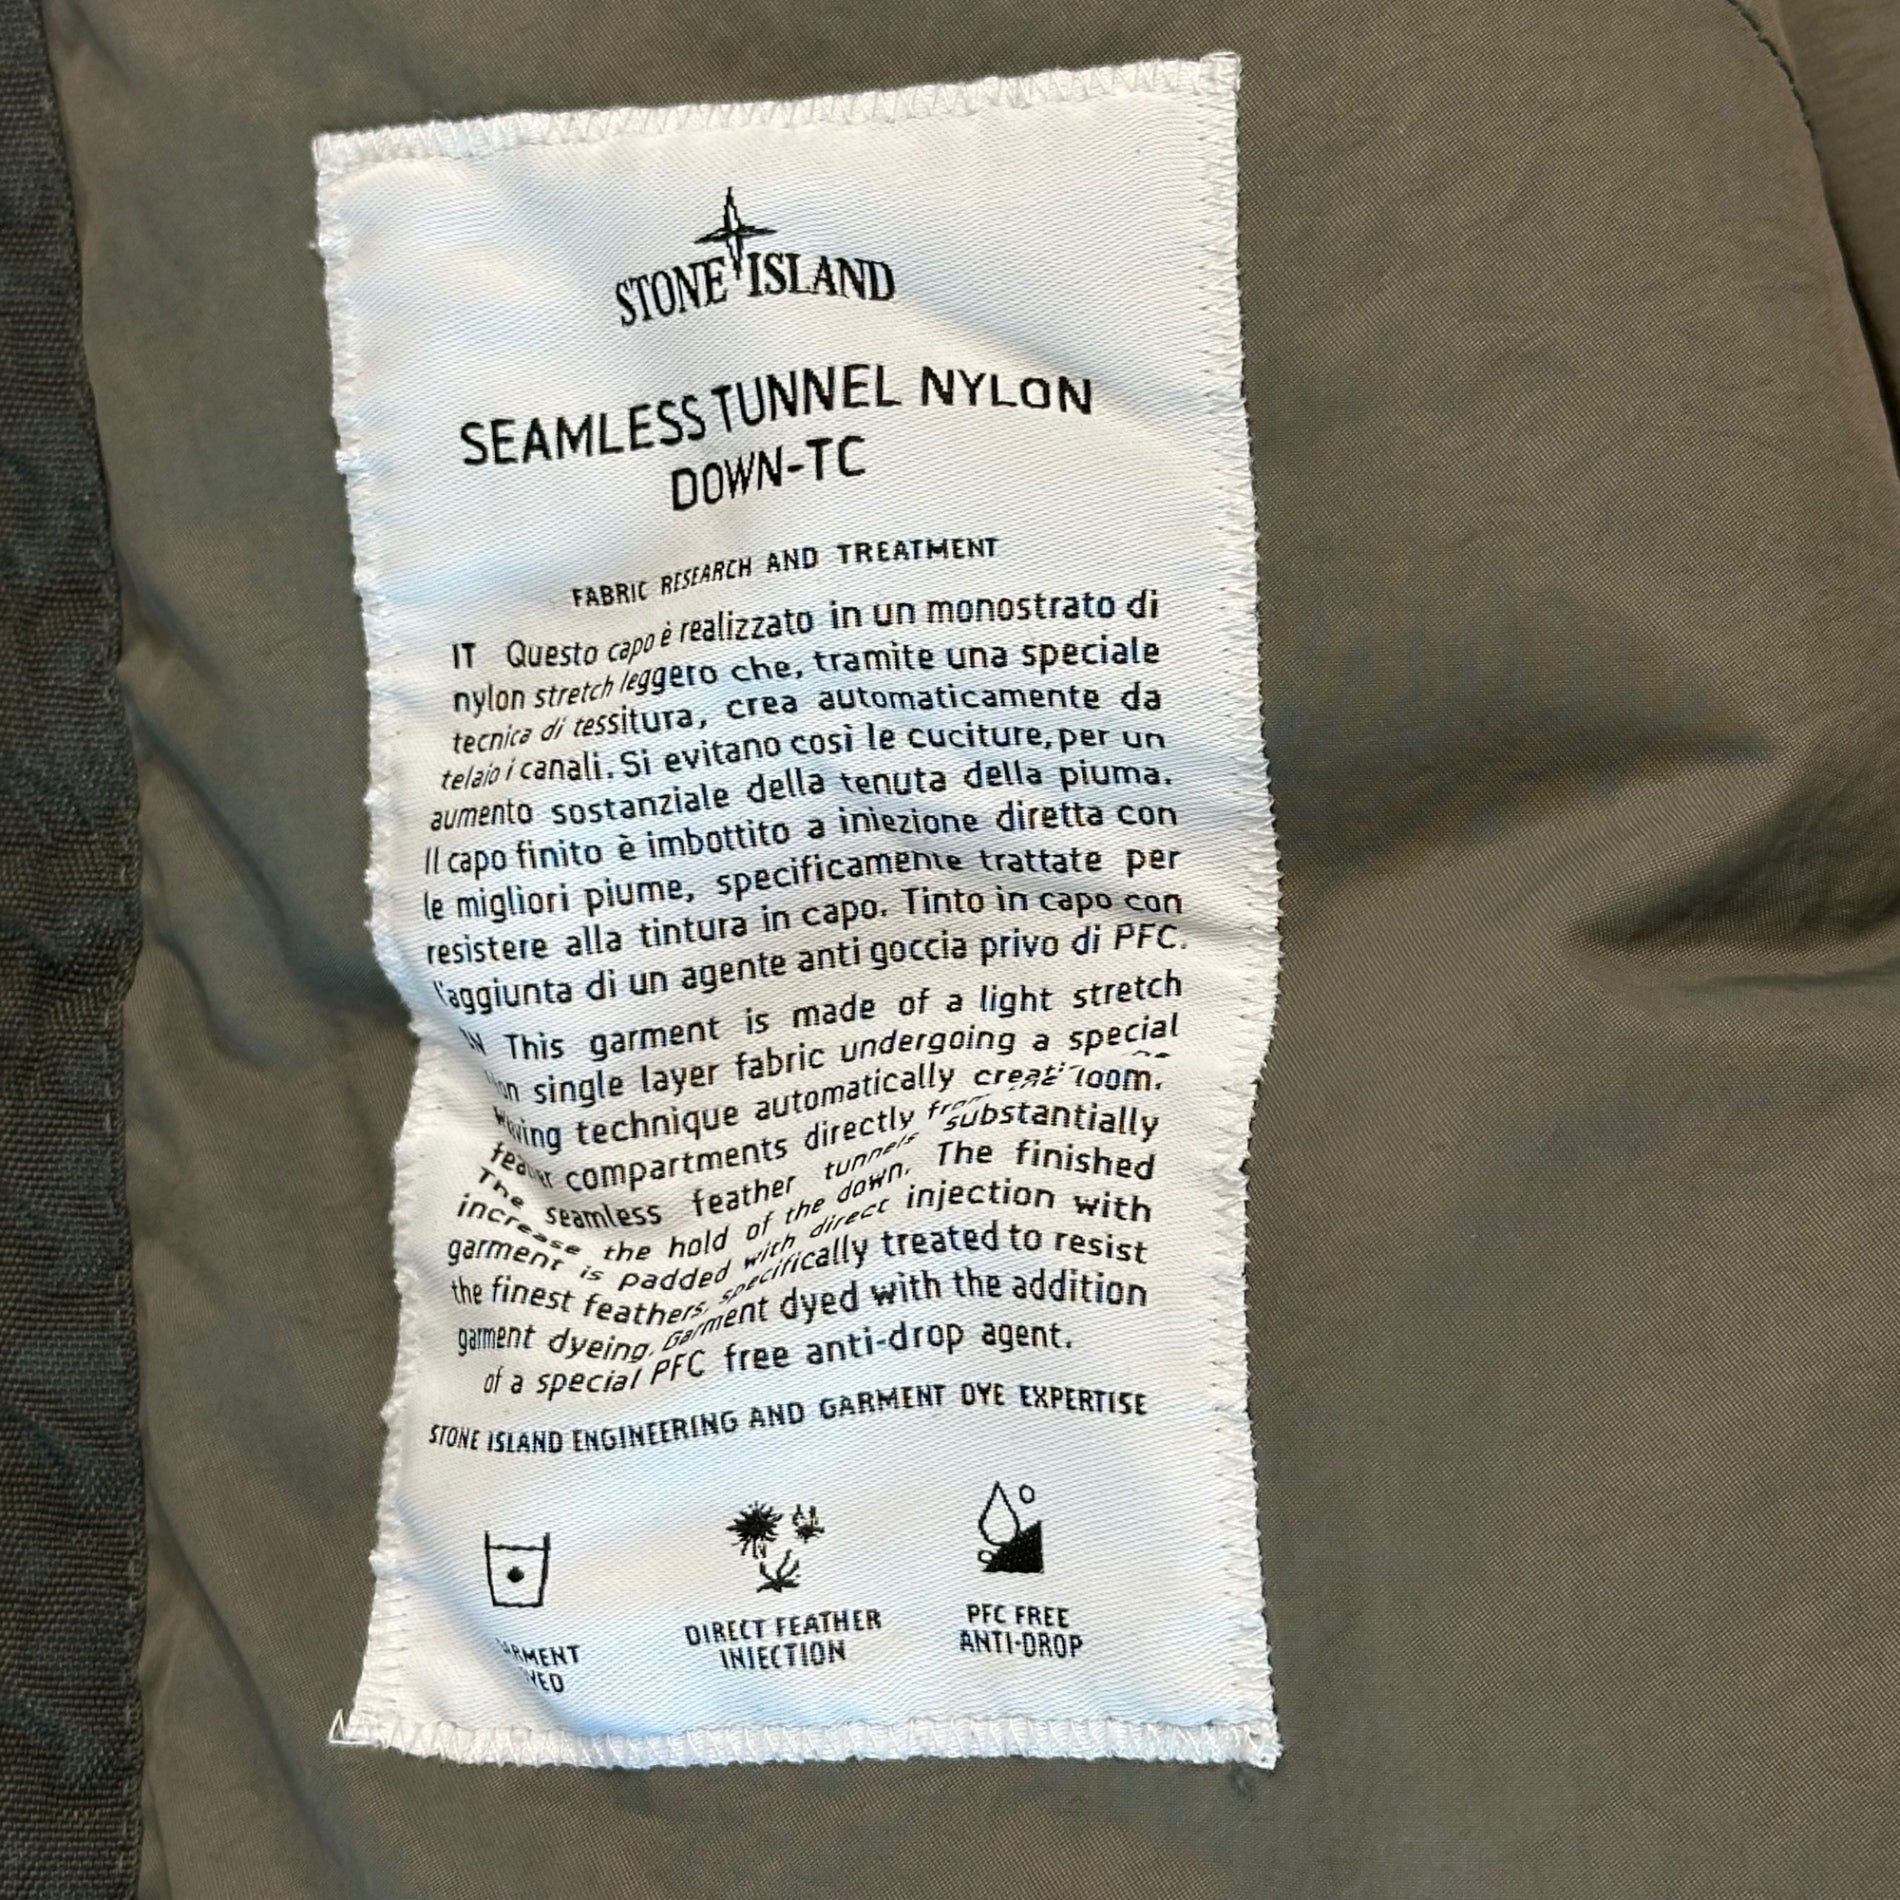 STONE ISLAND
SEAMLESS TUNNEL NYLON
DOWN-TC
FABRIC RESEARCH AND TREATMENT
IT Questo capo è realizzato in un monostrato di
nylon stretch leggero che, tramite una speciale
tecnica di tessitura, crea automaticamente da
telaio i canali. Si evitano così le cuciture, per un
aumento sostanziale della tenuta della piuma.
Il capo finito è imbottito a iniezione diretta con
le migliori piume, specificamente trattate per
resistere alla tintura in capo. Tinto in capo con
l'aggiunta di un agente anti goccia privo di PFC.
This garment is made of a light stretch
single layer fabric undergoing a special
technique automatically
compartments directly loom.
The seamless feather tunnels substantially
increase the hold of the down. The finished
garment is padded with direct injection with
the finest feathers, specifically treated to resist
garment dyeing. Garment dyed with the addition
of a special PFC free anti-drop agent.
STONE ISLAND ENGINEERING AND GARMENT DYE EXPERTISE
DIRECT FEATHER
INJECTION
PFC FREE
ANTI-DROP